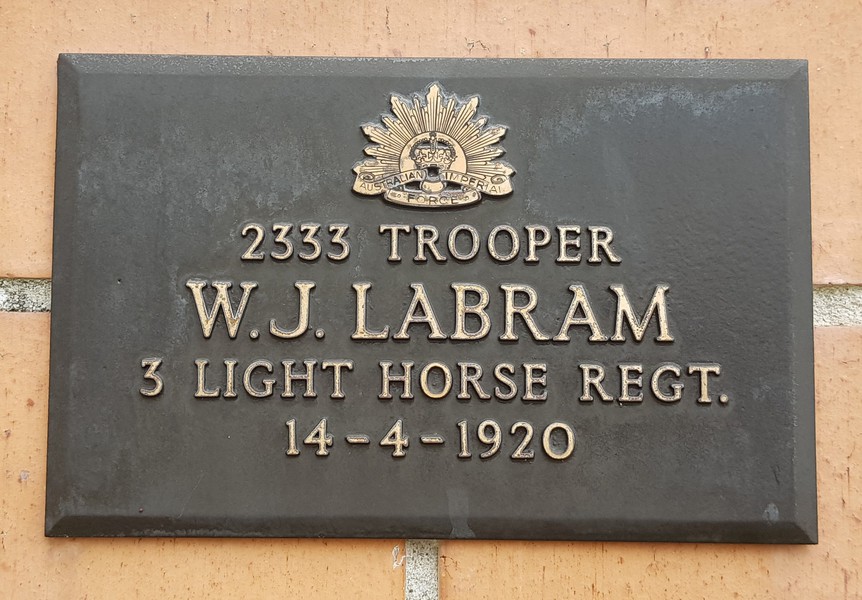 AUSTRALIAN IMPERIAL
FORCE
2333 TROOPER
W.J. LABRAM
3 LIGHT HORSE REGT.
14-4-1920